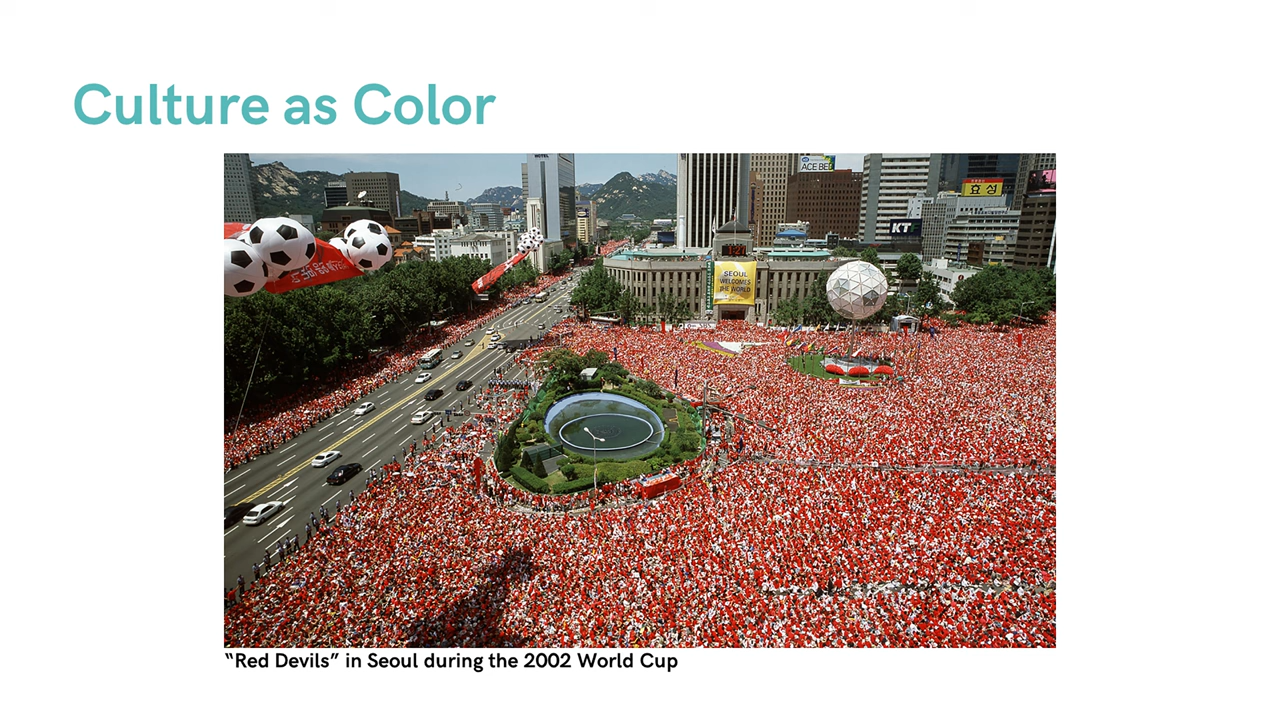 Culture as Color
ACE BED
효성
KT
SEOUL
WELCOMES
THE WORLD
“Red Devils” in Seoul during the 2002 World Cup